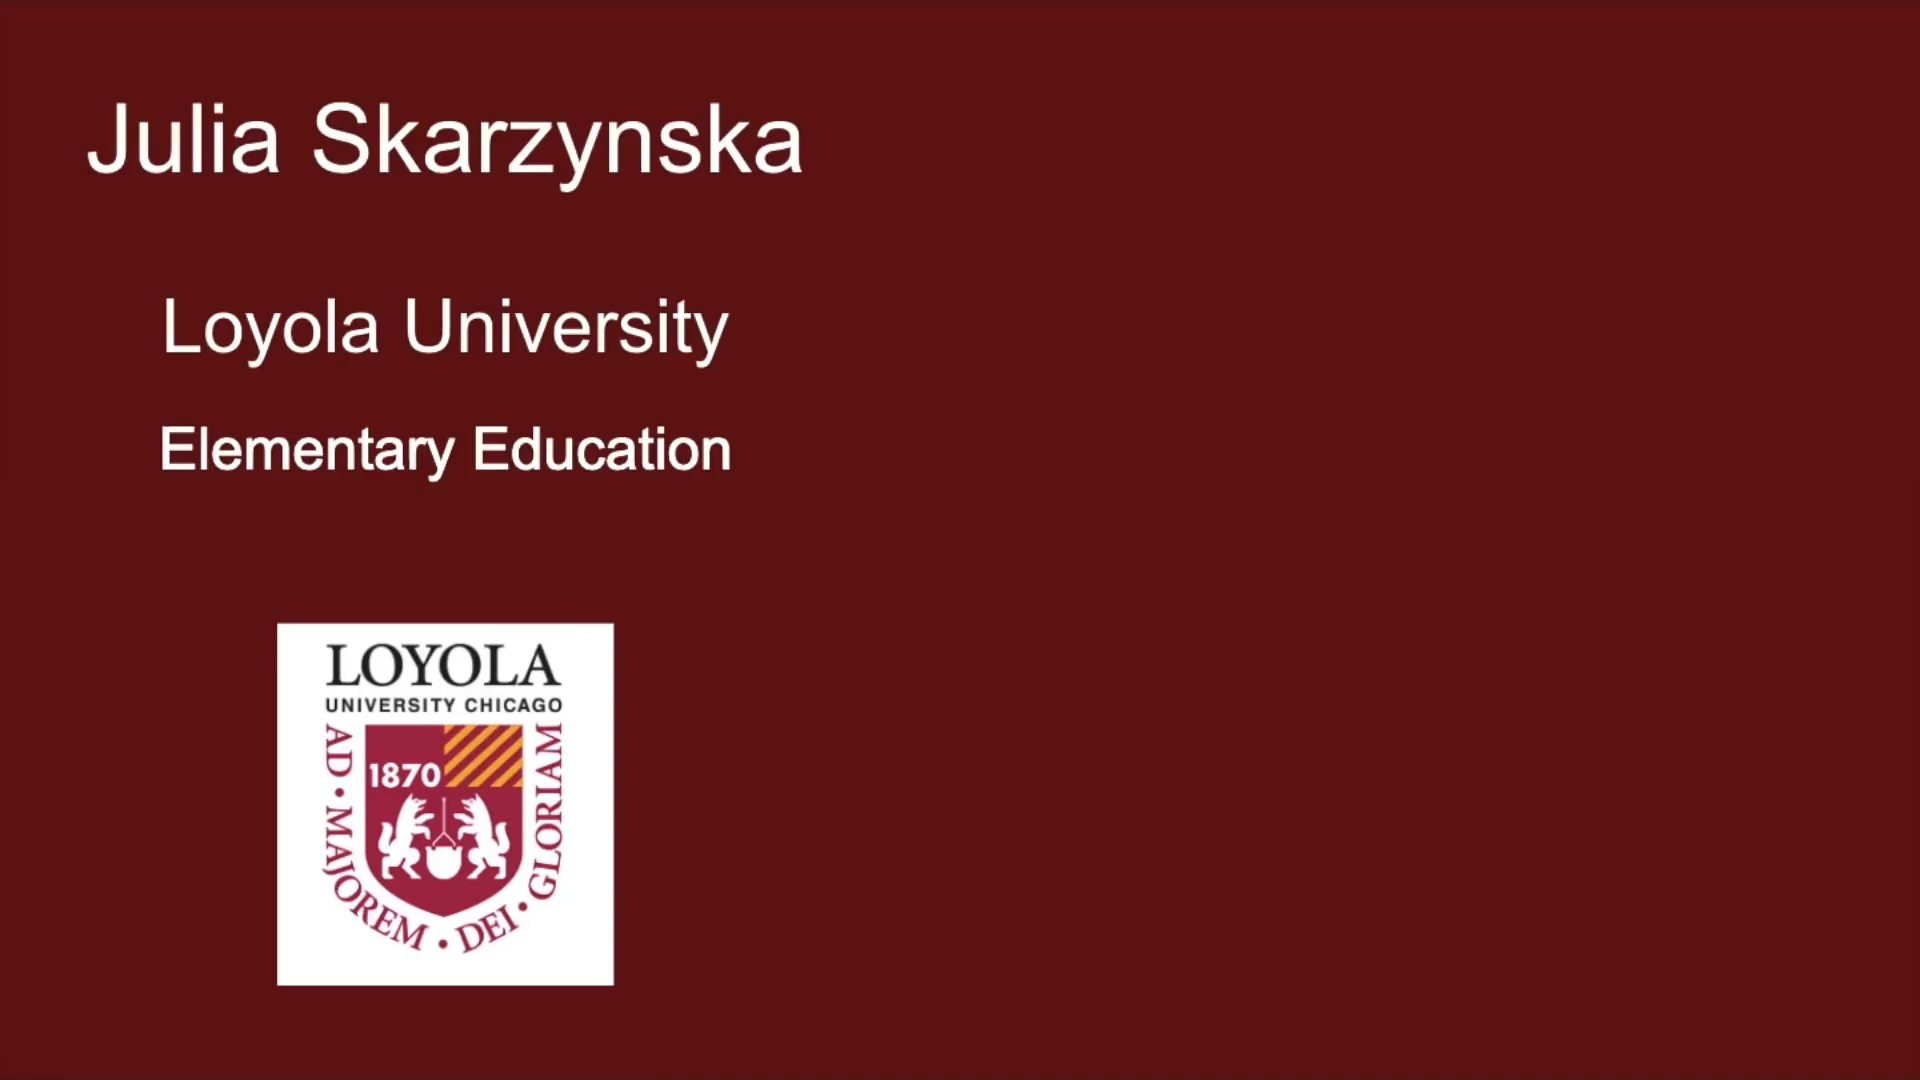 Julia Skarzynska
Loyola University
Elementary Education
LOYOLA
UNIVERSITY CHICAGO
1870
AD • MAJOREM • DEI • GLORIAM